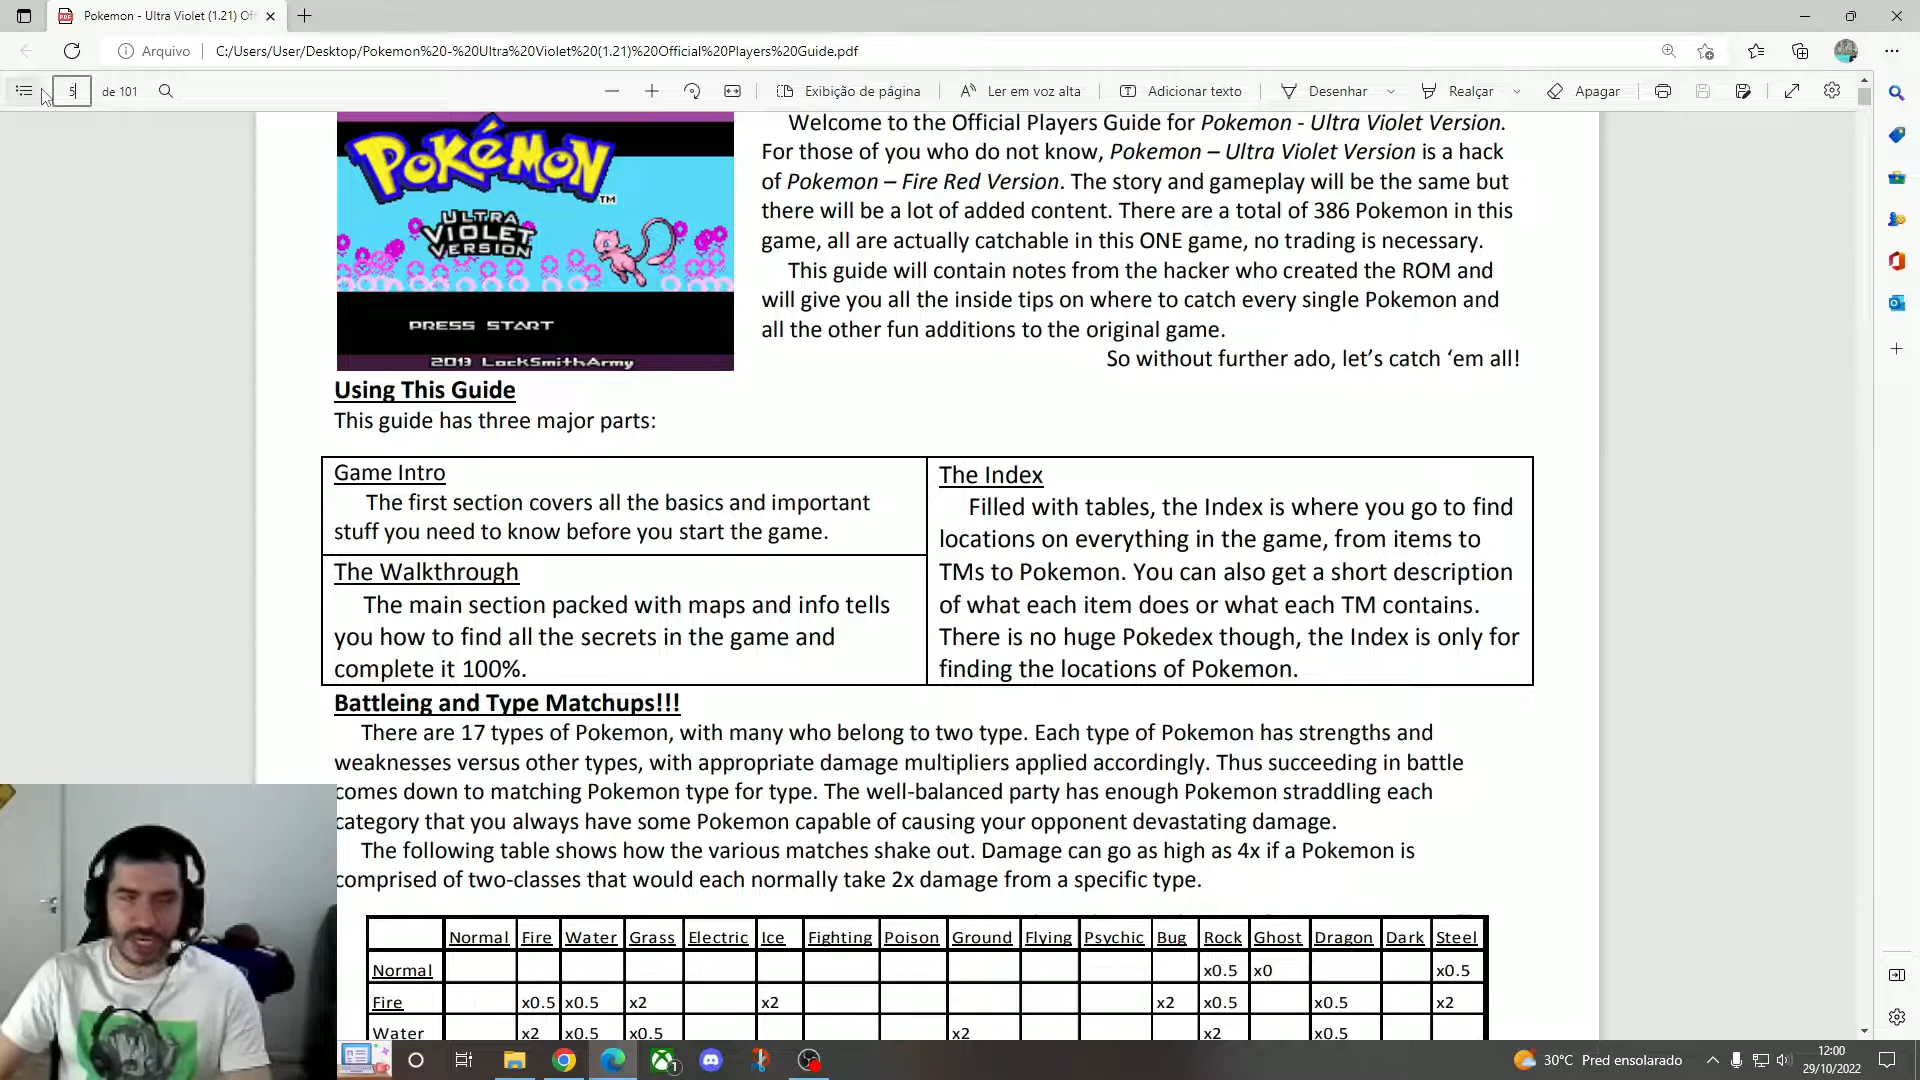 Pokemon - Ultra Violet (1.21) Of
Arquivo C:/Users/User/Desktop/Pokemon%20-%20Ultra%20Violet%20(1.21)%20Official%20Players%20Guide.pdf
5 de 101 Exibição de página Ler em voz alta Adicionar texto Desenhar Realçar Apagar
POKéMON
TM
ULTRA
VIOLET
VERSION
PRESS START
2013 LockSmithArmy
Welcome to the Official Players Guide for Pokemon - Ultra Violet Version.
For those of you who do not know, Pokemon – Ultra Violet Version is a hack
of Pokemon – Fire Red Version. The story and gameplay will be the same but
there will be a lot of added content. There are a total of 386 Pokemon in this
game, all are actually catchable in this ONE game, no trading is necessary.
This guide will contain notes from the hacker who created the ROM and
will give you all the inside tips on where to catch every single Pokemon and
all the other fun additions to the original game.
So without further ado, let's catch ‘em all!
Using This Guide
This guide has three major parts:
Game Intro
The first section covers all the basics and important
stuff you need to know before you start the game.
The Walkthrough
The main section packed with maps and info tells
you how to find all the secrets in the game and
complete it 100%.
The Index
Filled with tables, the Index is where you go to find
locations on everything in the game, from items to
TMs to Pokemon. You can also get a short description
of what each item does or what each TM contains.
There is no huge Pokedex though, the Index is only for
finding the locations of Pokemon.
Battleing and Type Matchups!!!
There are 17 types of Pokemon, with many who belong to two type. Each type of Pokemon has strengths and
weaknesses versus other types, with appropriate damage multipliers applied accordingly. Thus succeeding in battle
comes down to matching Pokemon type for type. The well-balanced party has enough Pokemon straddling each
category that you always have some Pokemon capable of causing your opponent devastating damage.
The following table shows how the various matches shake out. Damage can go as high as 4x if a Pokemon is
comprised of two-classes that would each normally take 2x damage from a specific type.
Normal Fire Water Grass Electric Ice Fighting Poison Ground Flying Psychic Bug Rock Ghost Dragon Dark Steel
Normal x0.5 x0 x0.5
Fire x0.5 x0.5 x2 x2 x2 x0.5 x0.5 x2
Water x2 x0.5 x0.5 x2 x2 x0.5
1
30°C Pred ensolarado
12:00
29/10/2022